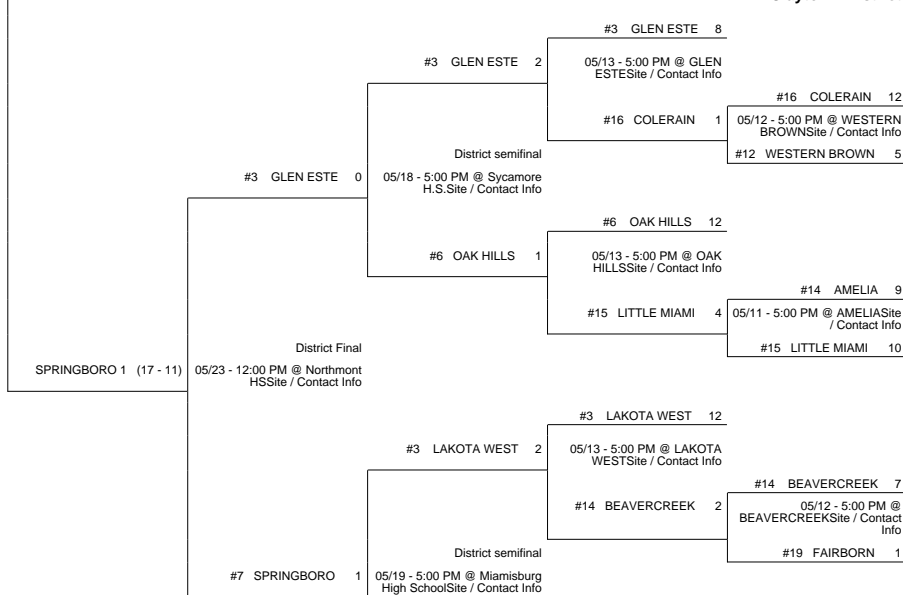 #3 GLEN ESTE 8
#3 GLEN ESTE 2
05/13 - 5:00 PM @ GLEN
ESTESite / Contact Info
#16 COLERAIN 12
#16 COLERAIN 1
05/12 - 5:00 PM @ WESTERN
BROWNSite / Contact Info
District semifinal
#12 WESTERN BROWN 5
#3 GLEN ESTE 0
05/18 - 5:00 PM @ Sycamore
H.S.Site / Contact Info
#6 OAK HILLS 12
#6 OAK HILLS 1
05/13 - 5:00 PM @ OAK
HILLSSite / Contact Info
#14 AMELIA 9
#15 LITTLE MIAMI 4
05/11 - 5:00 PM @ AMELIASite
/ Contact Info
District Final
#15 LITTLE MIAMI 10
SPRINGBORO 1 (17 - 11)
05/23 - 12:00 PM @ Northmont
HSSite / Contact Info
#3 LAKOTA WEST 12
#3 LAKOTA WEST 2
05/13 - 5:00 PM @ LAKOTA
WESTSite / Contact Info
#14 BEAVERCREEK 7
#14 BEAVERCREEK 2
05/12 - 5:00 PM @
BEAVERCREEKSite / Contact
Info
District semifinal
#19 FAIRBORN 1
#7 SPRINGBORO 1
05/19 - 5:00 PM @ Miamisburg
High SchoolSite / Contact Info